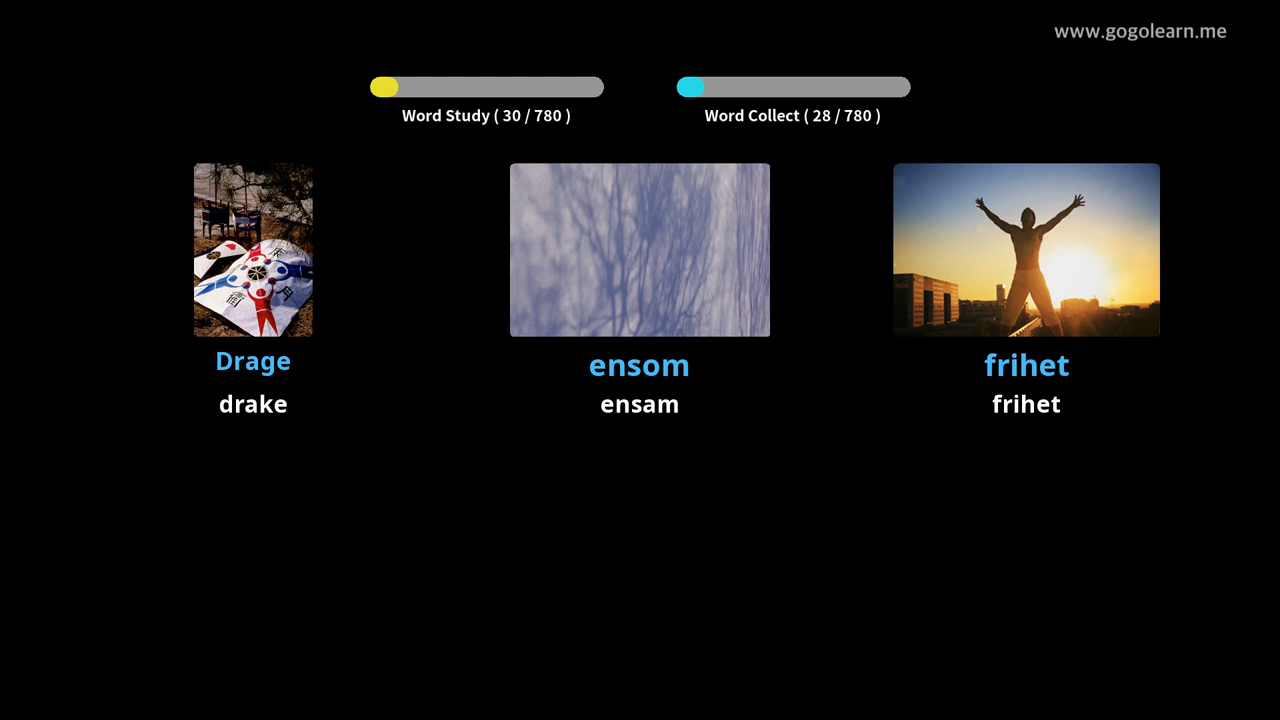 www.gogolearn.me
Word Study ( 30 / 780 )
Word Collect ( 28 / 780 )
Drage
drake
ensom
ensam
frihet
frihet